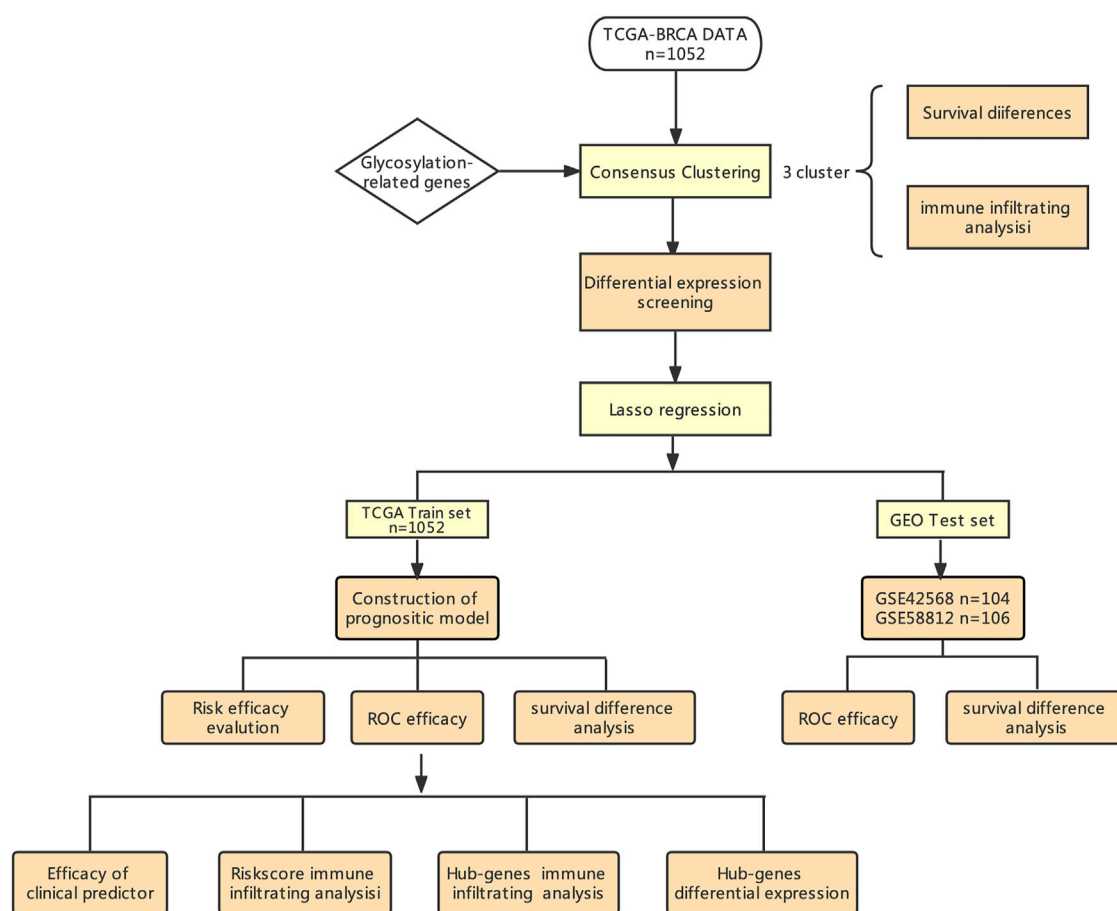 TCGA-BRCA DATA
n=1052
Survival diiferences
Glycosylation-
related genes
Consensus Clustering
3 cluster
immune infiltrating
analysisi
Differential expression
screening
Lasso regression
TCGA Train set
n=1052
GEO Test set
Construction of
prognositic model
GSE42568 n=104
GSE58812 n=106
Risk efficacy
evalution
ROC efficacy
survival difference
analysis
ROC efficacy
survival difference
analysis
Efficacy of
clinical predictor
Riskscore immune
infiltrating analysisi
Hub-genes immune
infiltrating analysis
Hub-genes
differential expression